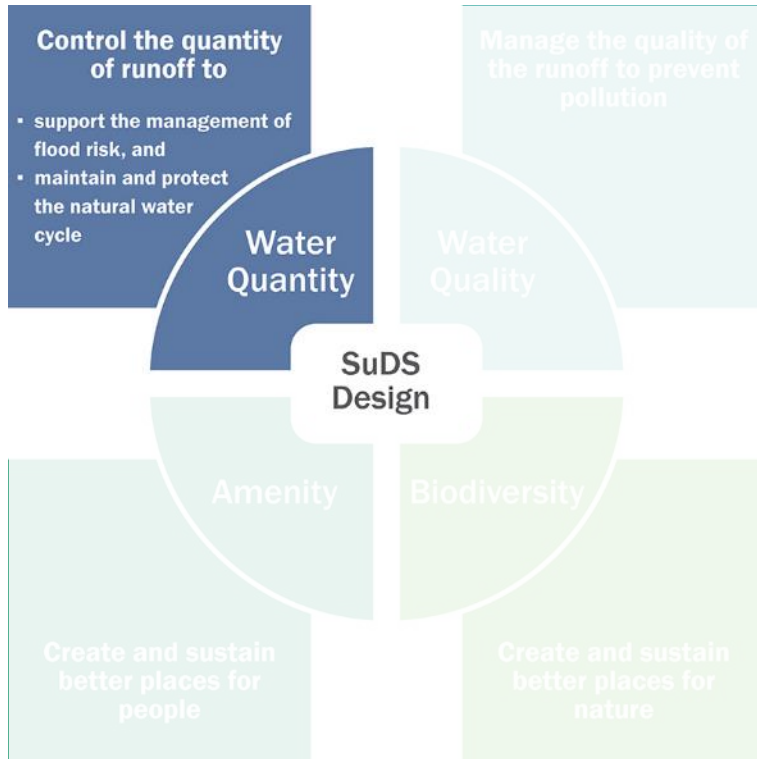 Control the quantity
of runoff to
▪ support the management of
flood risk, and
▪ maintain and protect
the natural water
cycle
Water
Quantity
Manage the quality of
the runoff to prevent
pollution
Water
Quality
SuDS
Design
Amenity
Create and sustain
better places for
people
Biodiversity
Create and sustain
better places for
nature